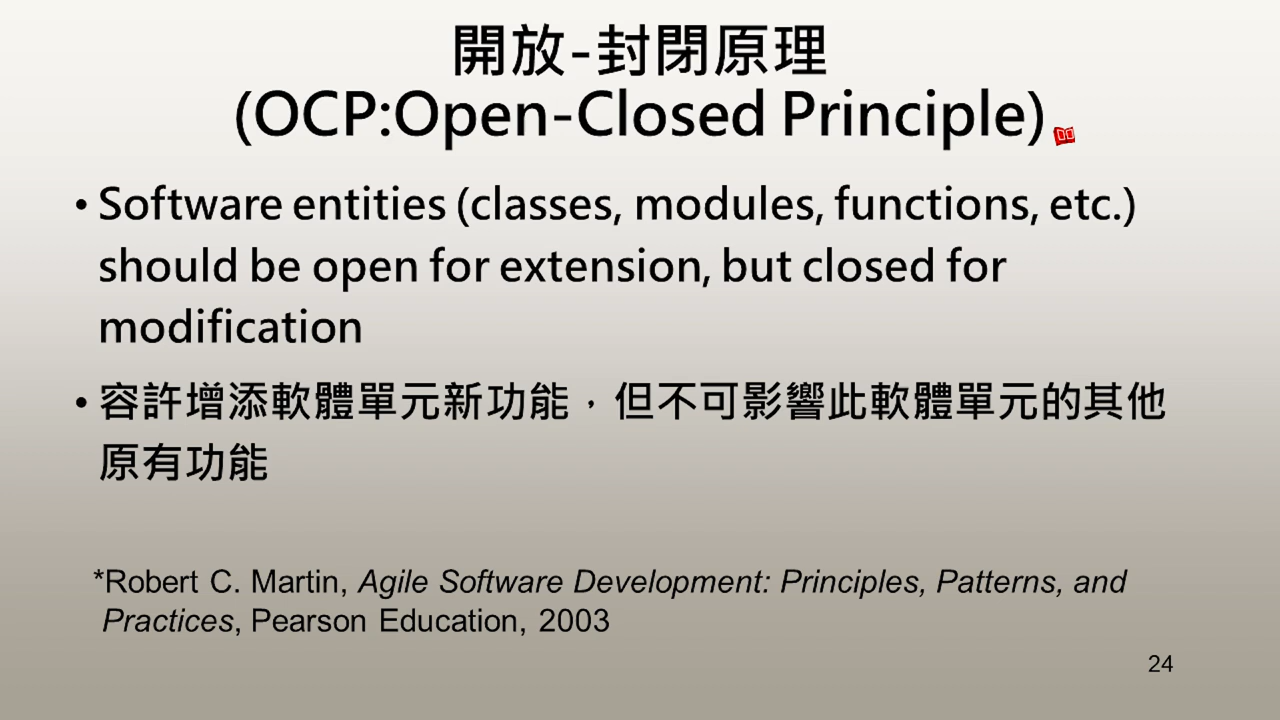 開放-封閉原理
(OCP:Open-Closed Principle)
• Software entities (classes, modules, functions, etc.)
should be open for extension, but closed for
modification
• 容許增添軟體單元新功能，但不可影響此軟體單元的其他
原有功能
*Robert C. Martin, Agile Software Development: Principles, Patterns, and
Practices, Pearson Education, 2003
24